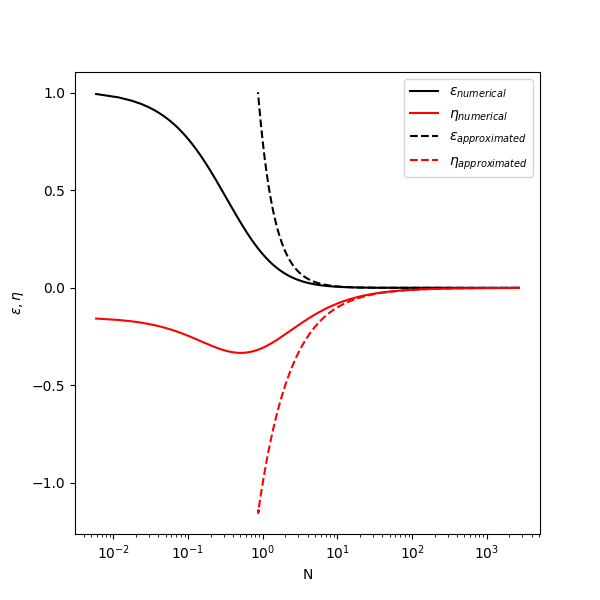 ε_numerical
η_numerical
ε_approximated
η_approximated
1.0
0.5
0.0
−0.5
−1.0
ε, η
10⁻² 10⁻¹ 10⁰ 10¹ 10² 10³
N